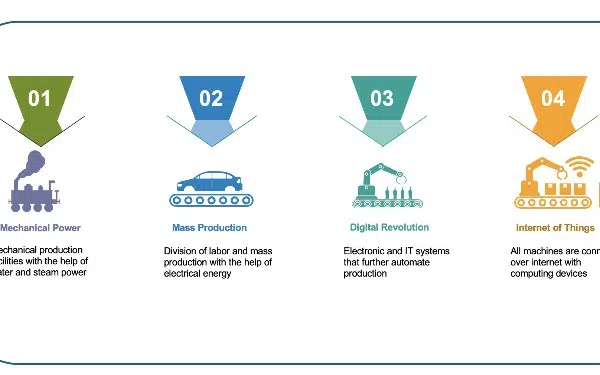 01
02
03
04
Mechanical Power
Mass Production
Digital Revolution
Internet of Things
echanical production
cilities with the help of
ater and steam power
Division of labor and mass
production with the help of
electrical energy
Electronic and IT systems
that further automate
production
All machines are conn
over internet with
computing devices